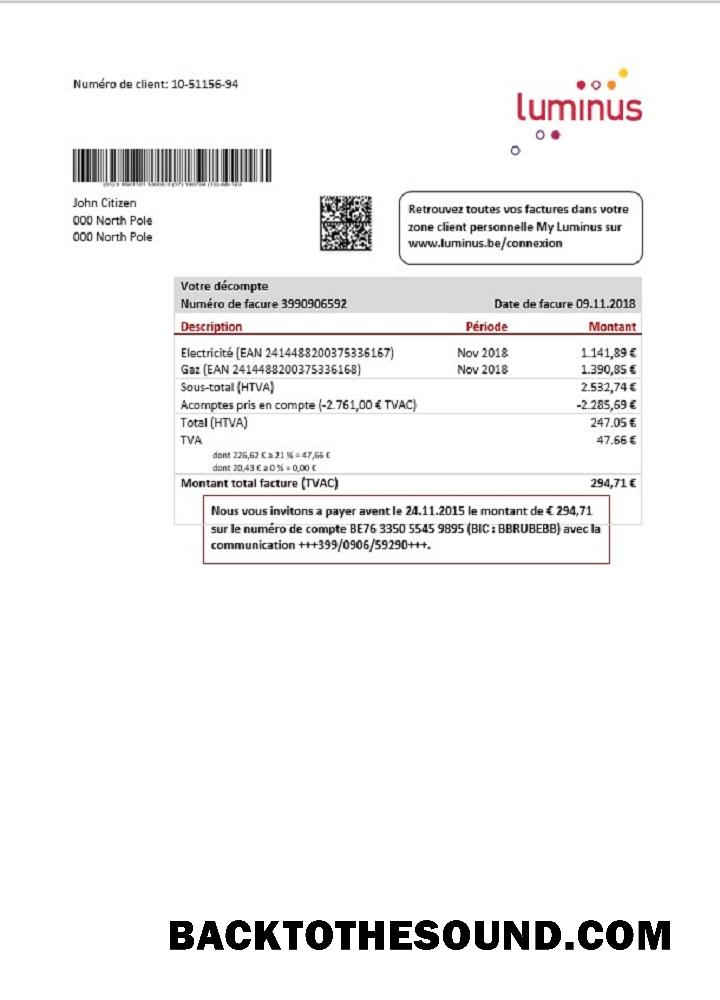 Numéro de client: 10-51156-94
luminus
John Citizen
000 North Pole
000 North Pole
Retrouvez toutes vos factures dans votre
zone client personnelle My Luminus sur
www.luminus.be/connexion
Votre décompte
Numéro de facure 3990906592 Date de facure 09.11.2018
Description Période Montant
Electricité (EAN 2414488200375336167) Nov 2018 1.141,89 €
Gaz (EAN 2414488200375336168) Nov 2018 1.390,85 €
Sous-total (HTVA) 2.532,74 €
Acomptes pris en compte (-2.761,00 € TVAC) -2.285,69 €
Total (HTVA) 247.05 €
TVA 47.66 €
dont 226,62 € a 21 % = 47,66 €
dont 20,43 € a 0 % = 0,00 €
Montant total facture (TVAC) 294,71 €
Nous vous invitons a payer avent le 24.11.2015 le montant de € 294,71
sur le numéro de compte BE76 3350 5545 9895 (BIC : BBRUBEBB) avec la
communication +++399/0906/59290+++.
BACKTOTHESOUND.COM